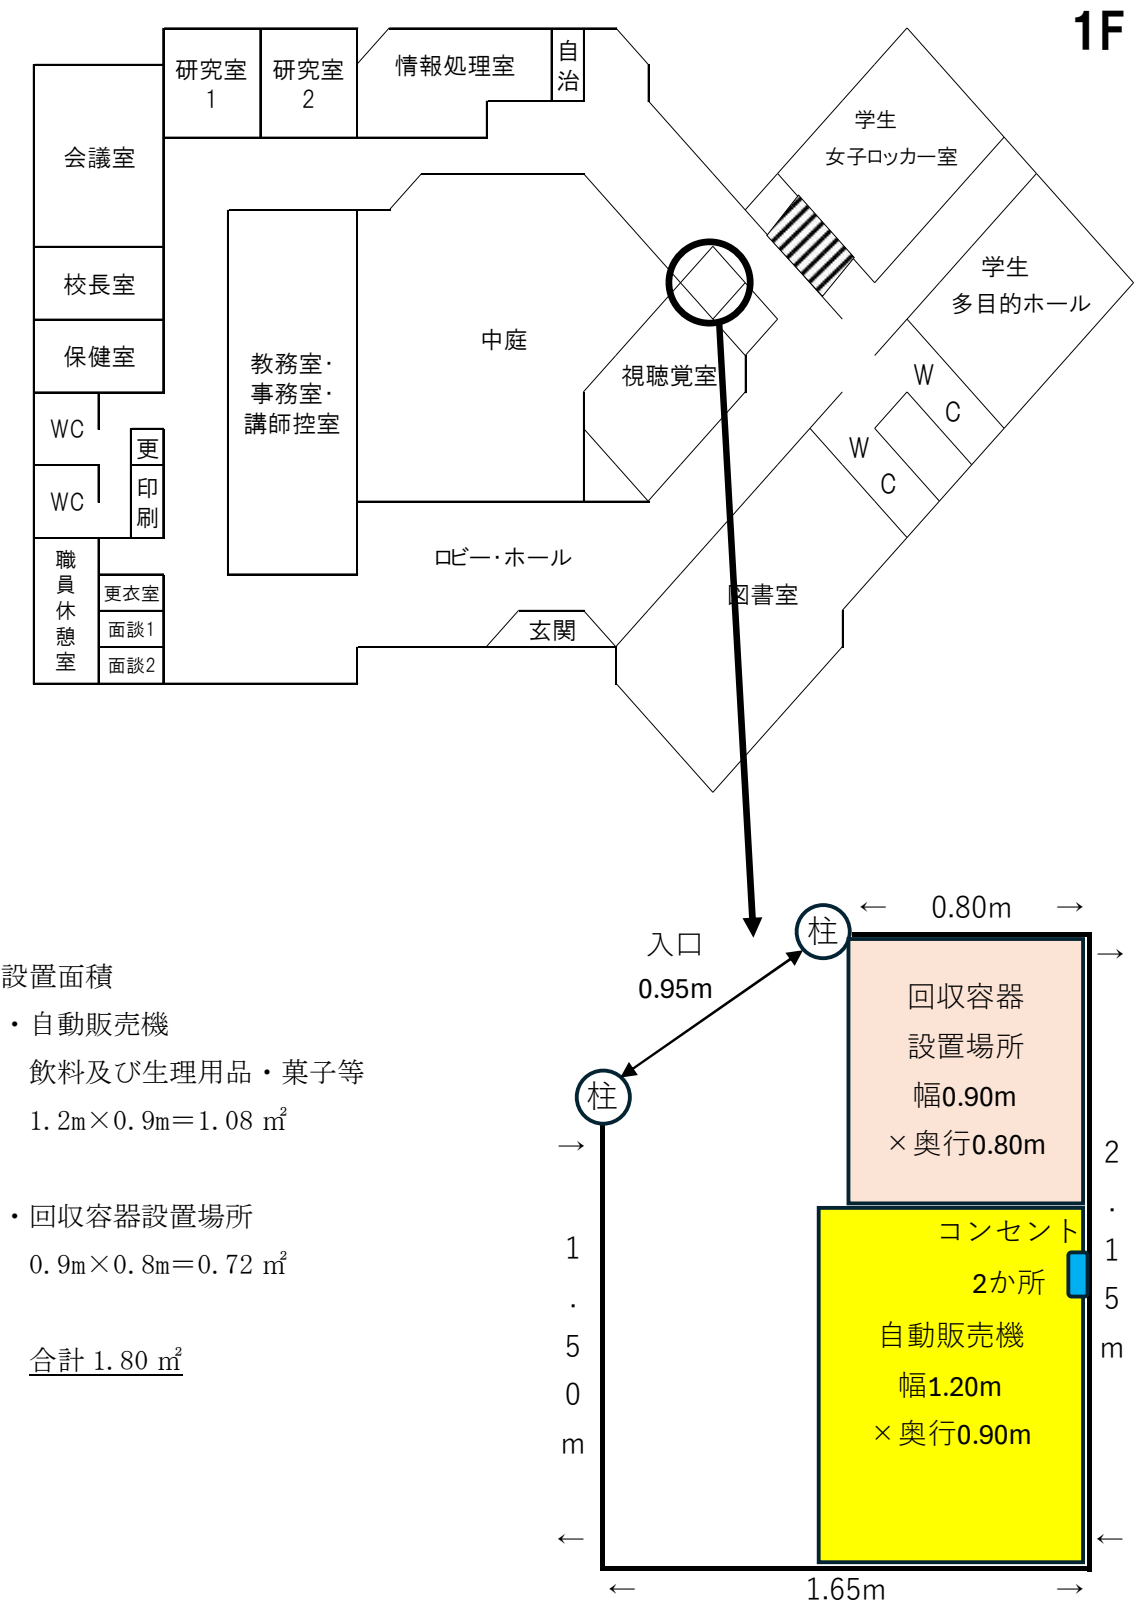 1F
研究室
1
研究室
2
情報処理室
自
治
学生
女子ロッカー室
会議室
学生
多目的ホール
校長室
保健室
中庭
視聴覚室
教務室・
事務室・
講師控室
W
C
WC
更
W
C
WC
印
刷
職
員
休
憩
室
ロビー・ホール
更衣室
図書室
面談1
玄関
面談2
← 0.80m →
柱
入口
0.95m
→
設置面積
・自動販売機
飲料及び生理用品・菓子等
1.2m×0.9m＝1.08 ㎡
・回収容器設置場所
0.9m×0.8m＝0.72 ㎡
合計 1.80 ㎡
回収容器
設置場所
幅0.90m
×奥行0.80m
柱
→
1
.
5
0
m
←
2
.
1
5
m
←
コンセント
2か所
自動販売機
幅1.20m
×奥行0.90m
← 1.65m →